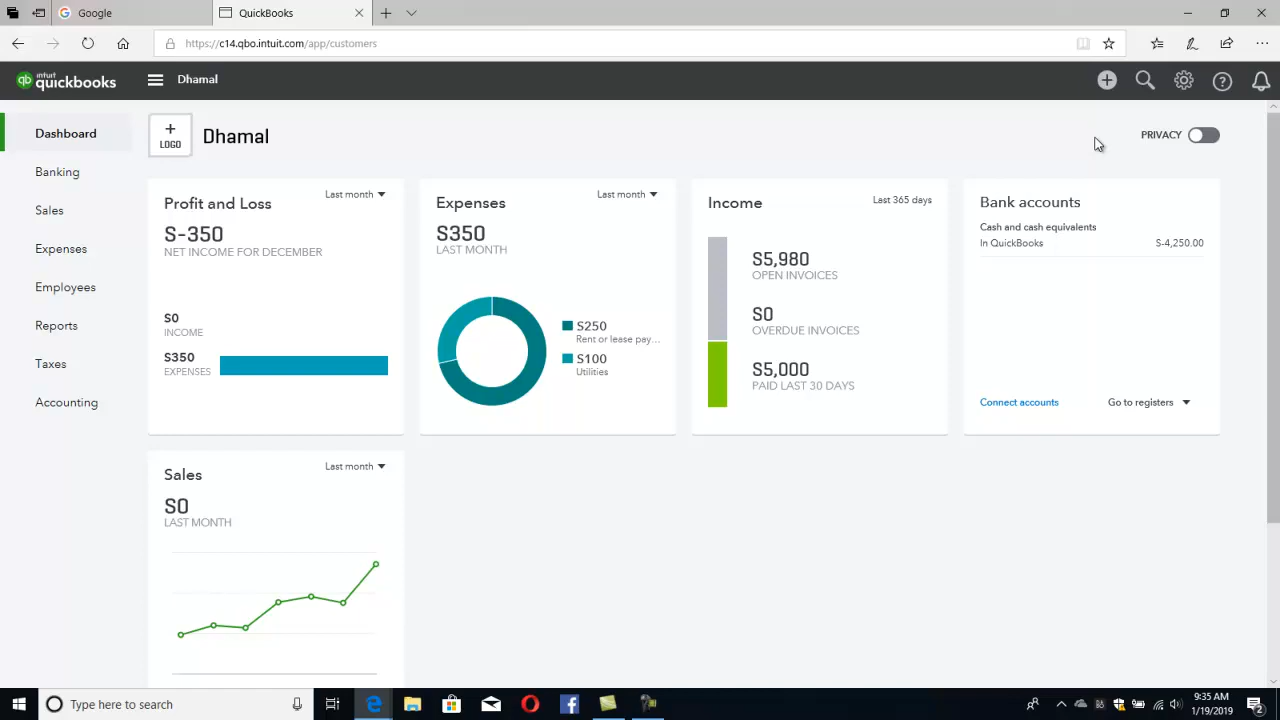 Google
QuickBooks
https://c14.qbo.intuit.com/app/customers
intuit
quickbooks
Dhamal
Dashboard
Banking
Sales
Expenses
Employees
Reports
Taxes
Accounting
+
LOGO
Dhamal
PRIVACY
Profit and Loss
Last month
S-350
NET INCOME FOR DECEMBER
S0
INCOME
S350
EXPENSES
Expenses
Last month
S350
LAST MONTH
S250
Rent or lease pay...
S100
Utilities
Income
Last 365 days
S5,980
OPEN INVOICES
S0
OVERDUE INVOICES
S5,000
PAID LAST 30 DAYS
Bank accounts
Cash and cash equivalents
In QuickBooks S-4,250.00
Connect accounts
Go to registers
Sales
Last month
S0
LAST MONTH
Type here to search
9:35 AM
1/19/2019